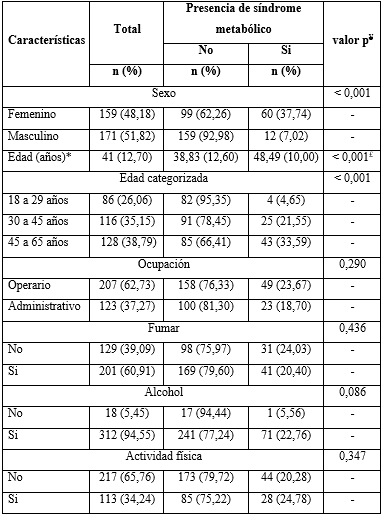 Características Total Presencia de síndrome metabólico valor p¥
No Si
n (%) n (%) n (%)
Sexo < 0,001
Femenino 159 (48,18) 99 (62,26) 60 (37,74) -
Masculino 171 (51,82) 159 (92,98) 12 (7,02) -
Edad (años)* 41 (12,70) 38,83 (12,60) 48,49 (10,00) < 0,001£
Edad categorizada < 0,001
18 a 29 años 86 (26,06) 82 (95,35) 4 (4,65) -
30 a 45 años 116 (35,15) 91 (78,45) 25 (21,55) -
45 a 65 años 128 (38,79) 85 (66,41) 43 (33,59) -
Ocupación 0,290
Operario 207 (62,73) 158 (76,33) 49 (23,67) -
Administrativo 123 (37,27) 100 (81,30) 23 (18,70) -
Fumar 0,436
No 129 (39,09) 98 (75,97) 31 (24,03) -
Si 201 (60,91) 169 (79,60) 41 (20,40) -
Alcohol 0,086
No 18 (5,45) 17 (94,44) 1 (5,56) -
Si 312 (94,55) 241 (77,24) 71 (22,76) -
Actividad física 0,347
No 217 (65,76) 173 (79,72) 44 (20,28) -
Si 113 (34,24) 85 (75,22) 28 (24,78) -